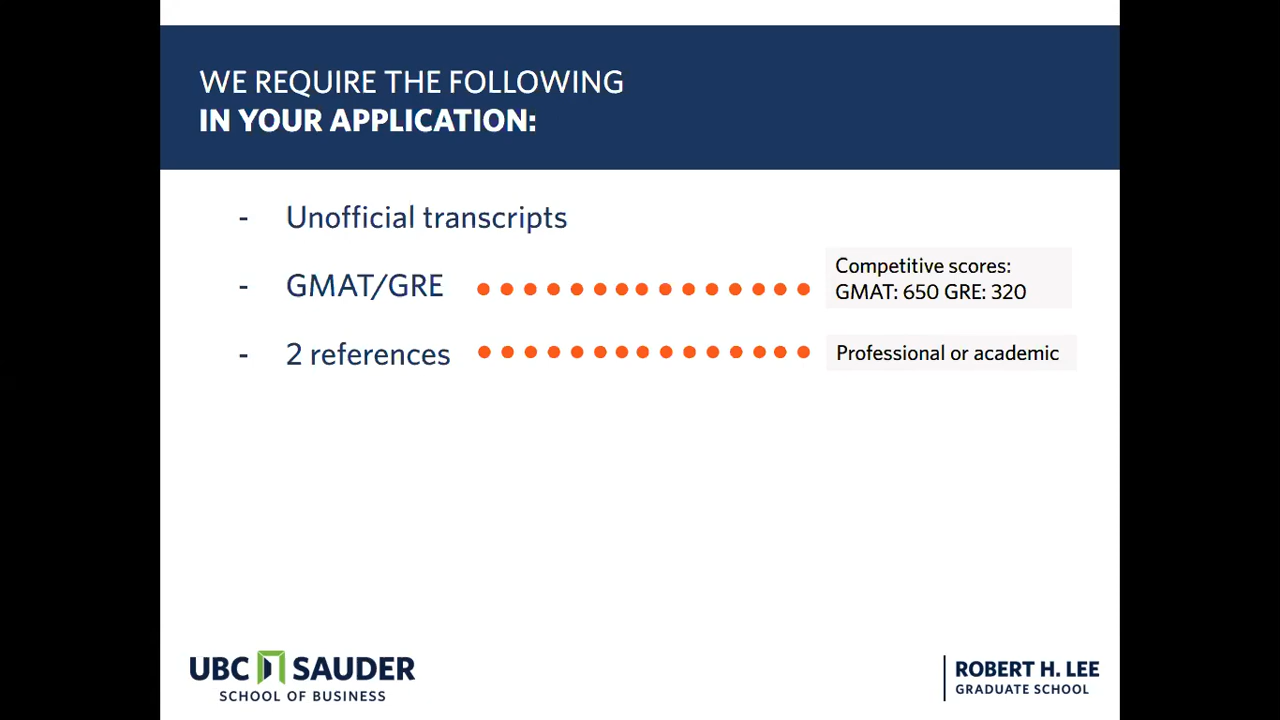 WE REQUIRE THE FOLLOWING
IN YOUR APPLICATION:
- Unofficial transcripts
- GMAT/GRE
Competitive scores:
GMAT: 650 GRE: 320
- 2 references
Professional or academic
UBC SAUDER
SCHOOL OF BUSINESS
ROBERT H. LEE
GRADUATE SCHOOL